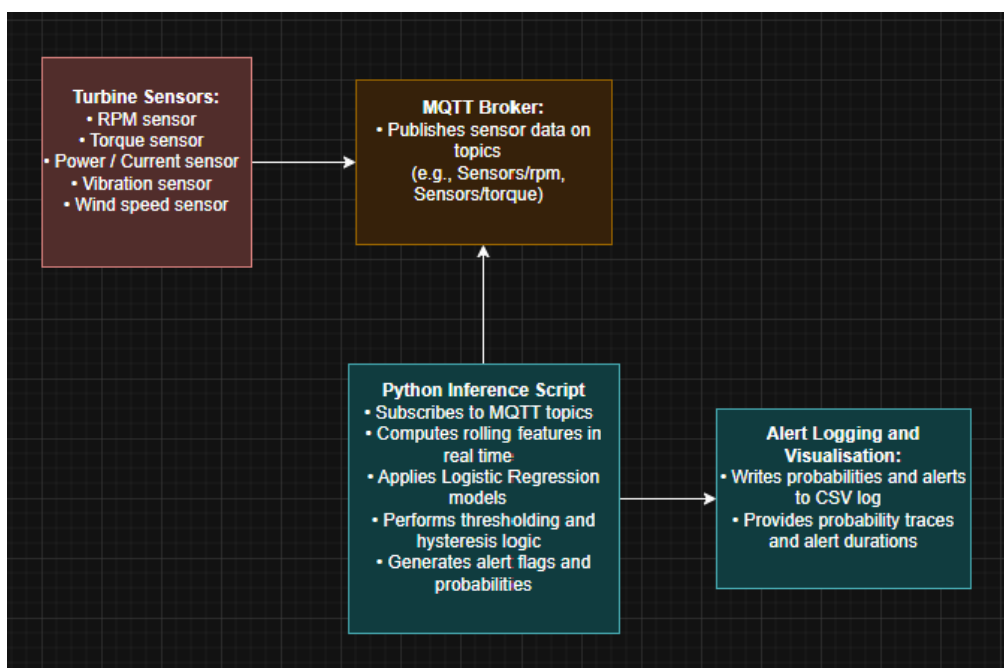 Turbine Sensors:
• RPM sensor
• Torque sensor
• Power / Current sensor
• Vibration sensor
• Wind speed sensor
MQTT Broker:
• Publishes sensor data on
topics
(e.g., Sensors/rpm,
Sensors/torque)
Python Inference Script
• Subscribes to MQTT topics
• Computes rolling features in
real time
• Applies Logistic Regression
models
• Performs thresholding and
hysteresis logic
• Generates alert flags and
probabilities
Alert Logging and
Visualisation:
• Writes probabilities and alerts
to CSV log
• Provides probability traces
and alert durations